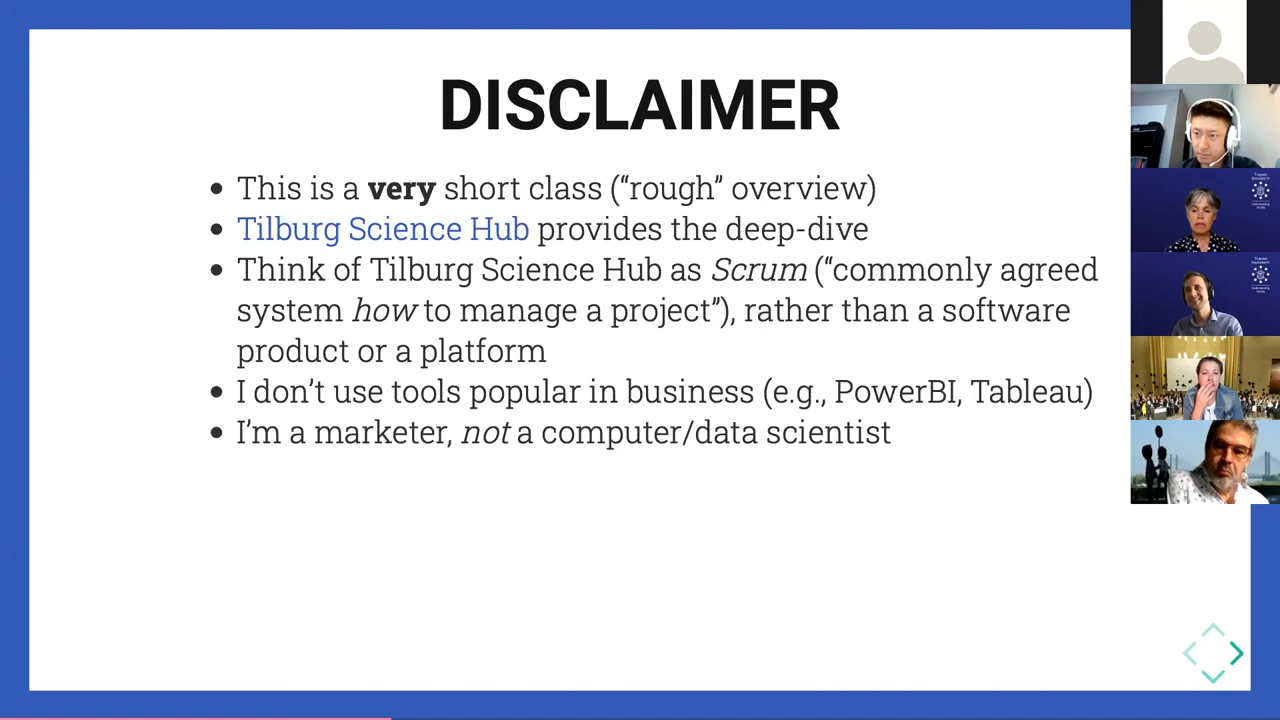 DISCLAIMER
• This is a very short class (“rough” overview)
• Tilburg Science Hub provides the deep-dive
• Think of Tilburg Science Hub as Scrum (“commonly agreed
system how to manage a project”), rather than a software
product or a platform
• I don’t use tools popular in business (e.g., PowerBI, Tableau)
• I’m a marketer, not a computer/data scientist